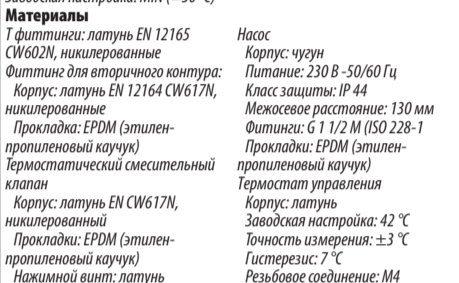 Материалы
Т фиттинги: латунь EN 12165
CW602N, никилерованные
Фиттинг для вторичного контура:
Корпус: латунь EN 12164 CW617N,
никилерованные
Прокладка: EPDM (этилен-
пропиленовый каучук)
Термостатический смесительный
клапан
Корпус: латунь EN CW617N,
никилерованный
Прокладки: EPDM (этилен-
пропиленовый каучук)
Нажимной винт: латунь
Насос
Корпус: чугун
Питание: 230 В -50/60 Гц
Класс защиты: IP 44
Межосевое расстояние: 130 мм
Фитинги: G 1 1/2 M (ISO 228-1
Прокладки: EPDM (этилен-
пропиленовый каучук)
Термостат управления
Корпус: латунь
Заводская настройка: 42 °C
Точность измерения: ±3 °C
Гистерезис: 7 °C
Резьбовое соединение: M4